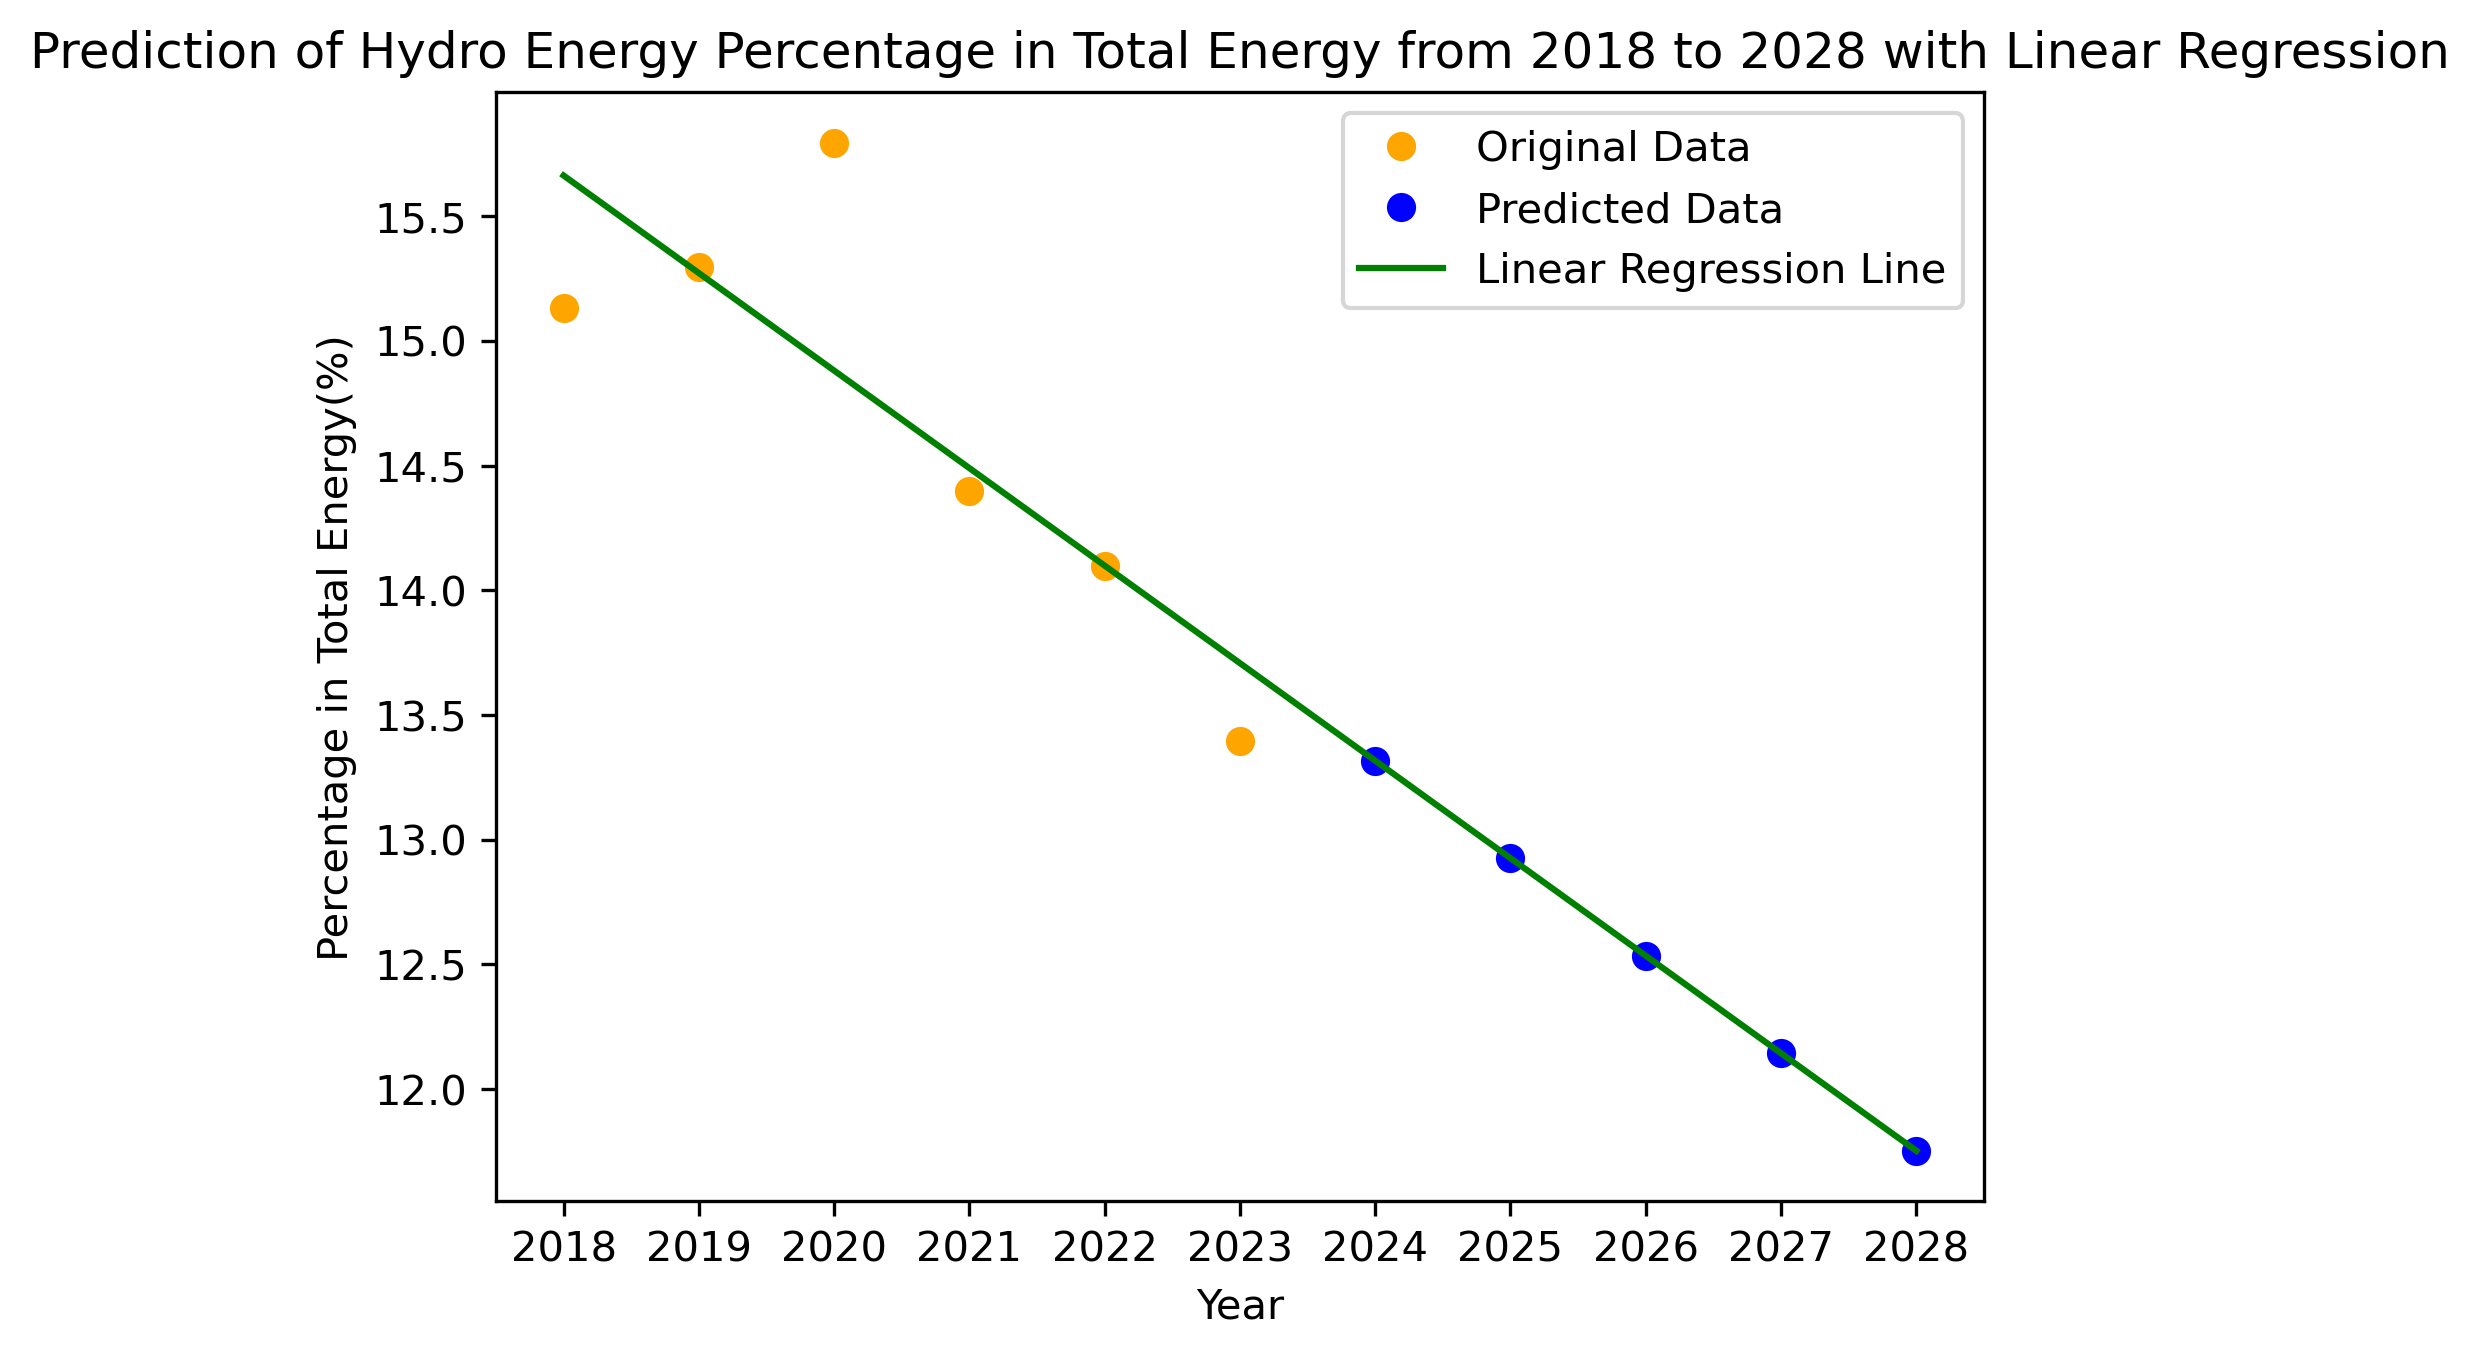 Prediction of Hydro Energy Percentage in Total Energy from 2018 to 2028 with Linear Regression
Original Data
Predicted Data
Linear Regression Line
Percentage in Total Energy(%)
15.5
15.0
14.5
14.0
13.5
13.0
12.5
12.0
2018 2019 2020 2021 2022 2023 2024 2025 2026 2027 2028
Year